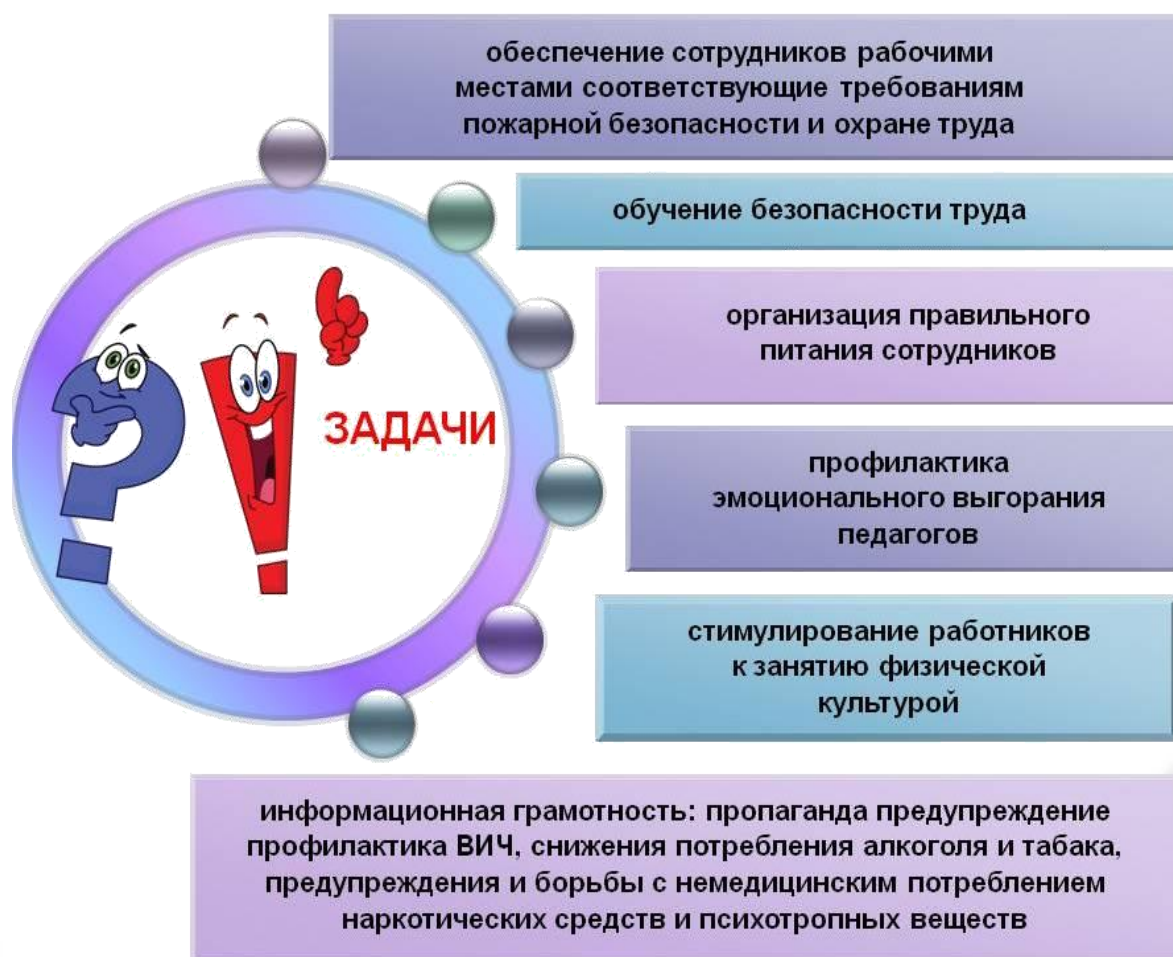 обеспечение сотрудников рабочими
местами соответствующие требованиям
пожарной безопасности и охране труда
обучение безопасности труда
организация правильного
питания сотрудников
ЗАДАЧИ
профилактика
эмоционального выгорания
педагогов
стимулирование работников
к занятию физической
культурой
информационная грамотность: пропаганда предупреждение
профилактика ВИЧ, снижения потребления алкоголя и табака,
предупреждения и борьбы с немедицинским потреблением
наркотических средств и психотропных веществ